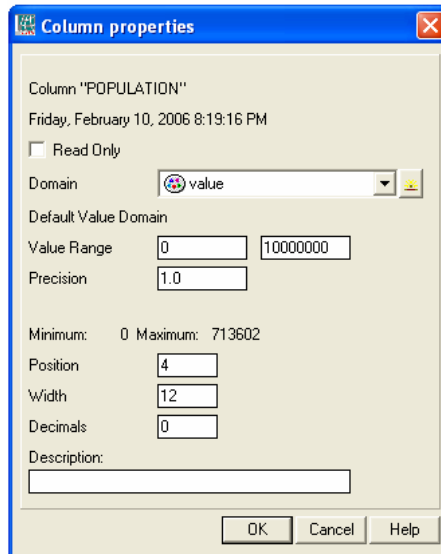 Column properties
Column "POPULATION"
Friday, February 10, 2006 8:19:16 PM
Read Only
Domain value
Default Value Domain
Value Range 0 10000000
Precision 1.0
Minimum: 0 Maximum: 713602
Position 4
Width 12
Decimals 0
Description:
OK Cancel Help